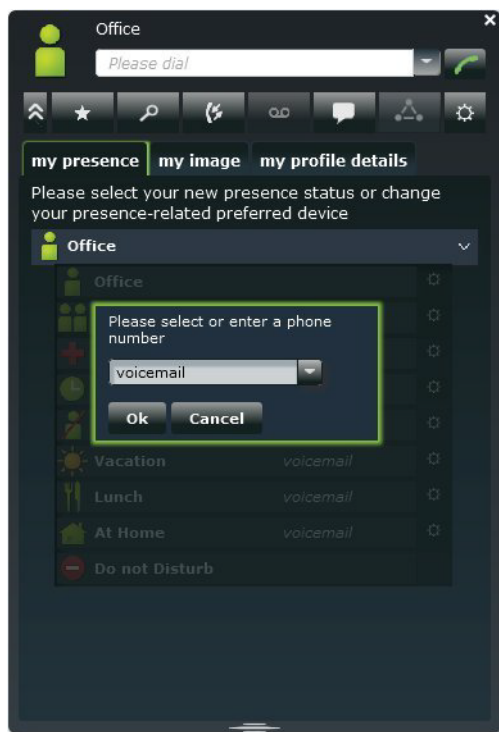 Office
Please dial
my presence my image my profile details
Please select your new presence status or change
your presence-related preferred device
Office
Office
Please select or enter a phone
number
voicemail
Ok Cancel
Vacation voicemail
Lunch voicemail
At Home voicemail
Do not Disturb